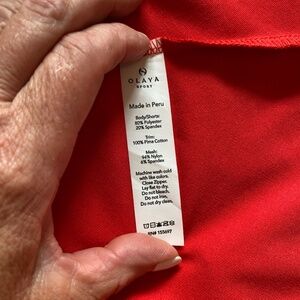 OLAYA
SPORT
Made in Peru
Body/Shorts:
80% Polyester
20% Spandex
Trim:
100% Pima Cotton
Mesh:
94% Nylon
6% Spandex
Machine wash cold
with like colors.
Close Zipper.
Lay flat to dry.
Do not bleach.
Do not iron.
Do not dry clean.
RN# 155697